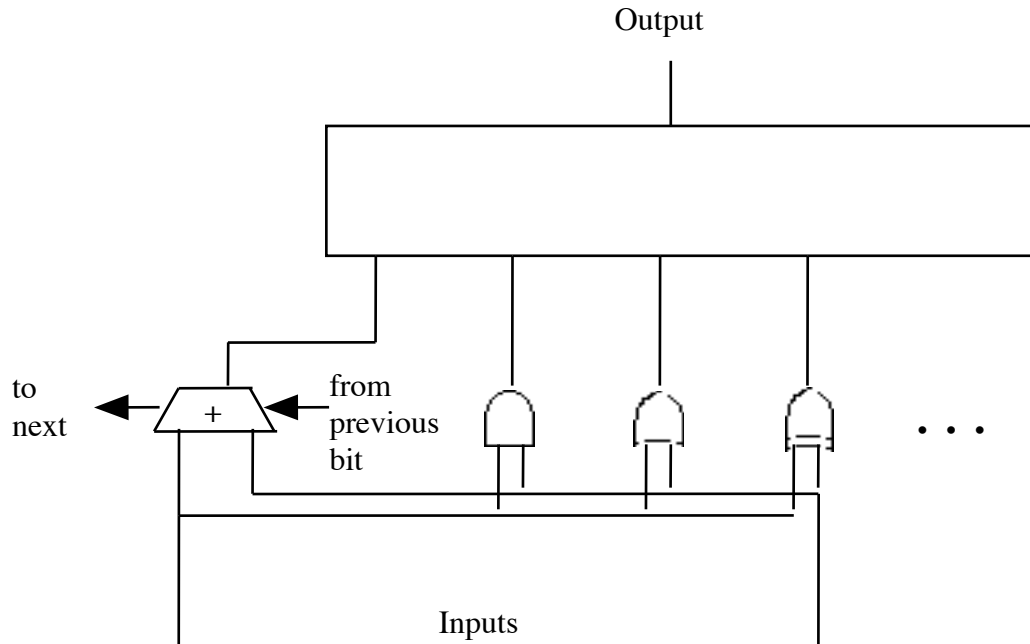 Output
to
next
+
from
previous
bit
. . .
Inputs